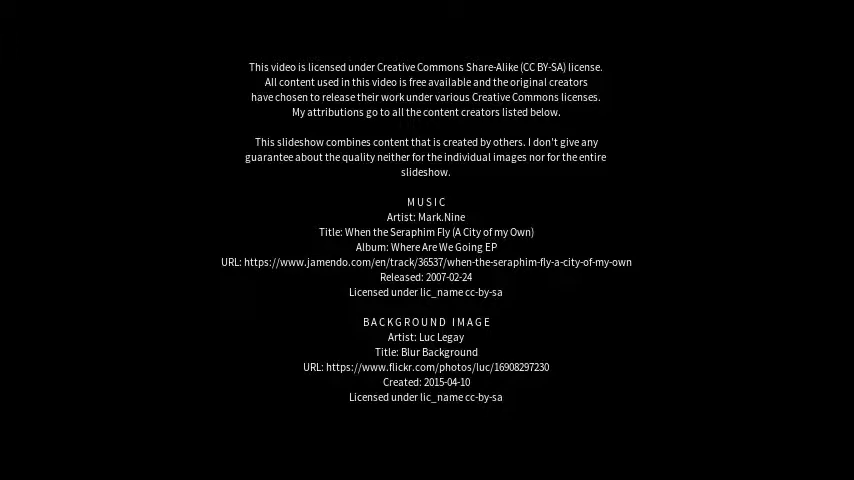 This video is licensed under Creative Commons Share-Alike (CC BY-SA) license.
All content used in this video is free available and the original creators
have chosen to release their work under various Creative Commons licenses.
My attributions go to all the content creators listed below.
This slideshow combines content that is created by others. I don't give any
guarantee about the quality neither for the individual images nor for the entire
slideshow.
MUSIC
Artist: Mark.Nine
Title: When the Seraphim Fly (A City of my Own)
Album: Where Are We Going EP
URL: https://www.jamendo.com/en/track/36537/when-the-seraphim-fly-a-city-of-my-own
Released: 2007-02-24
Licensed under lic_name cc-by-sa
BACKGROUND IMAGE
Artist: Luc Legay
Title: Blur Background
URL: https://www.flickr.com/photos/luc/16908297230
Created: 2015-04-10
Licensed under lic_name cc-by-sa